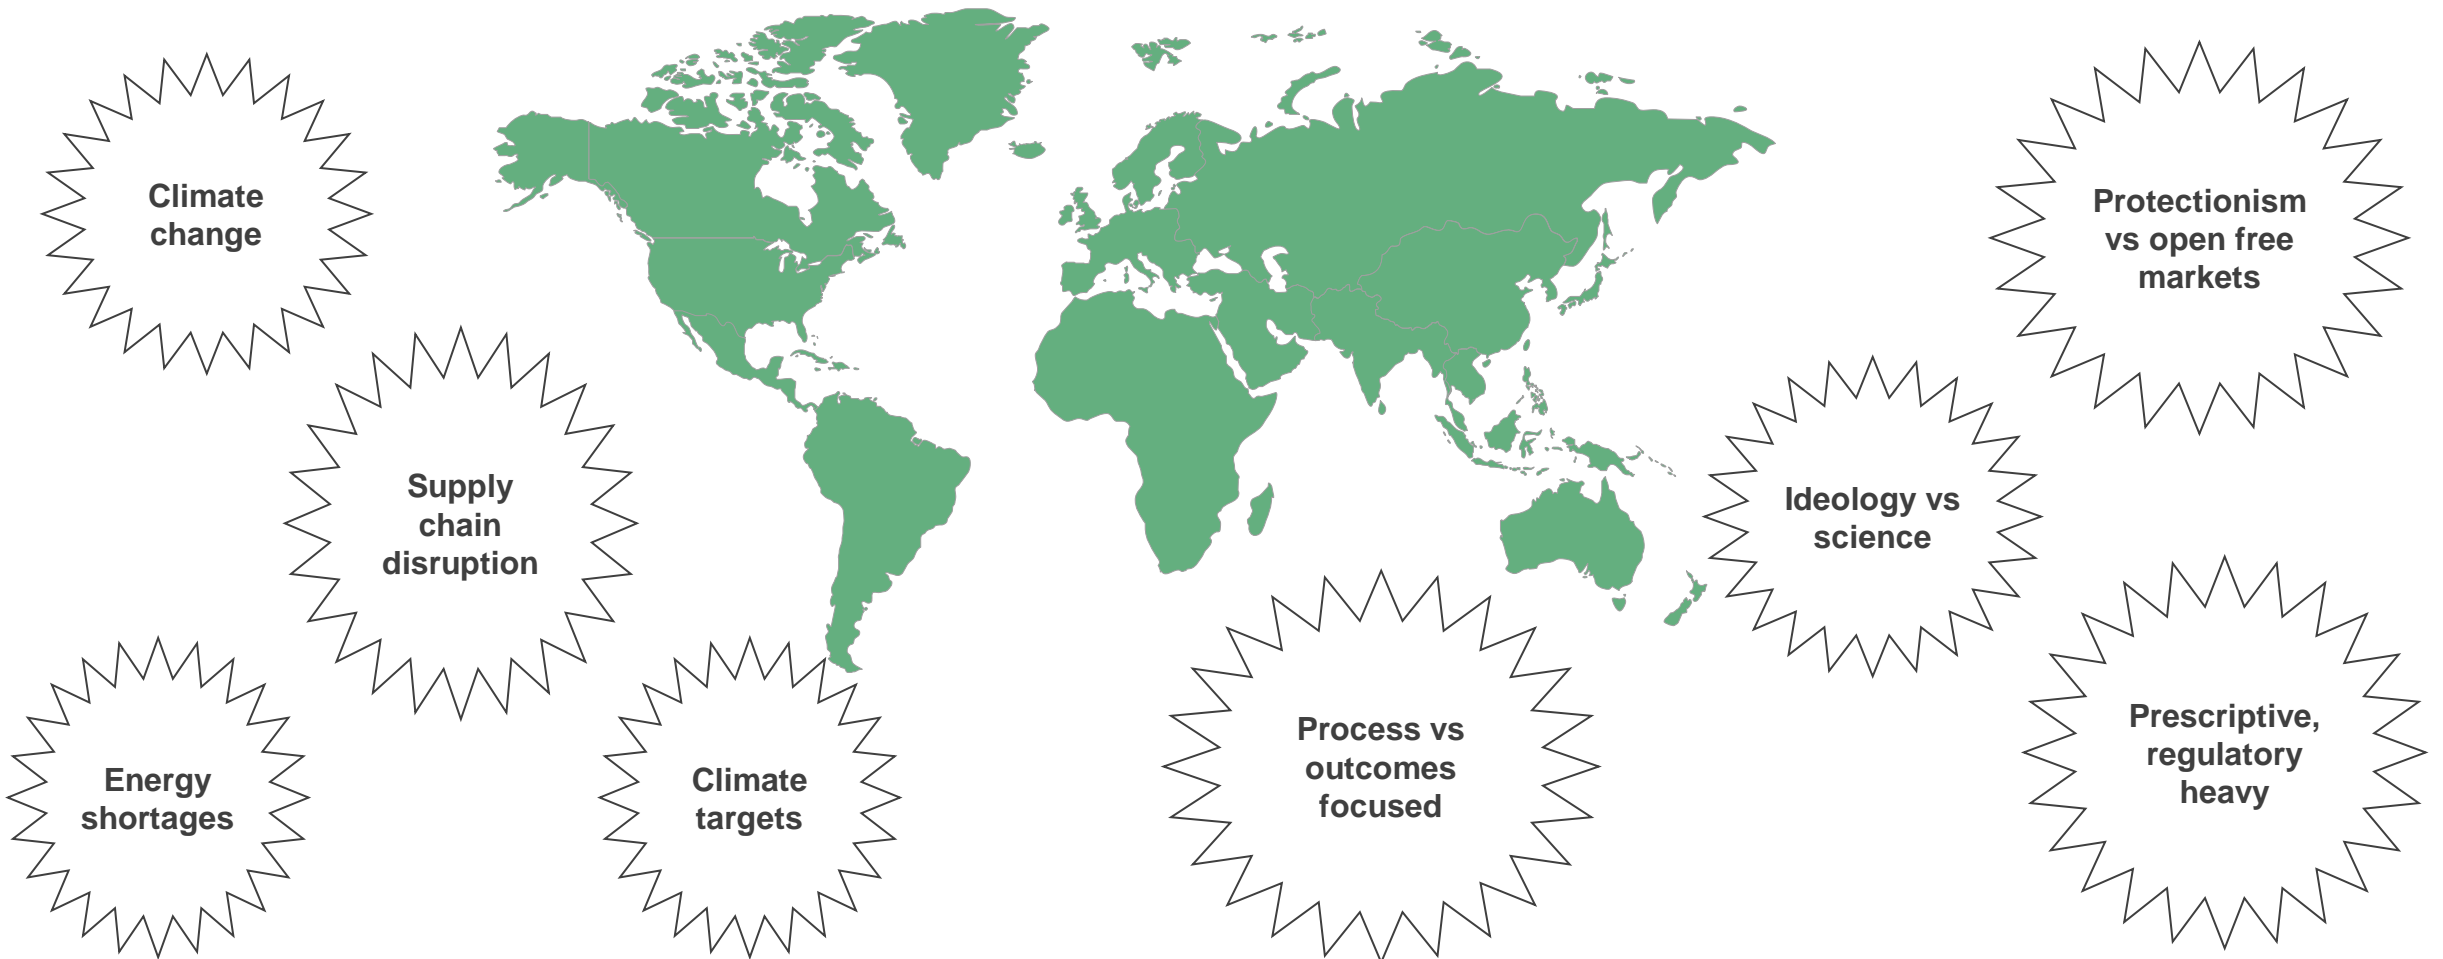 Climate
change
Supply
chain
disruption
Energy
shortages
Climate
targets
Process vs
outcomes
focused
Protectionism
vs open free
markets
Ideology vs
science
Prescriptive,
regulatory
heavy